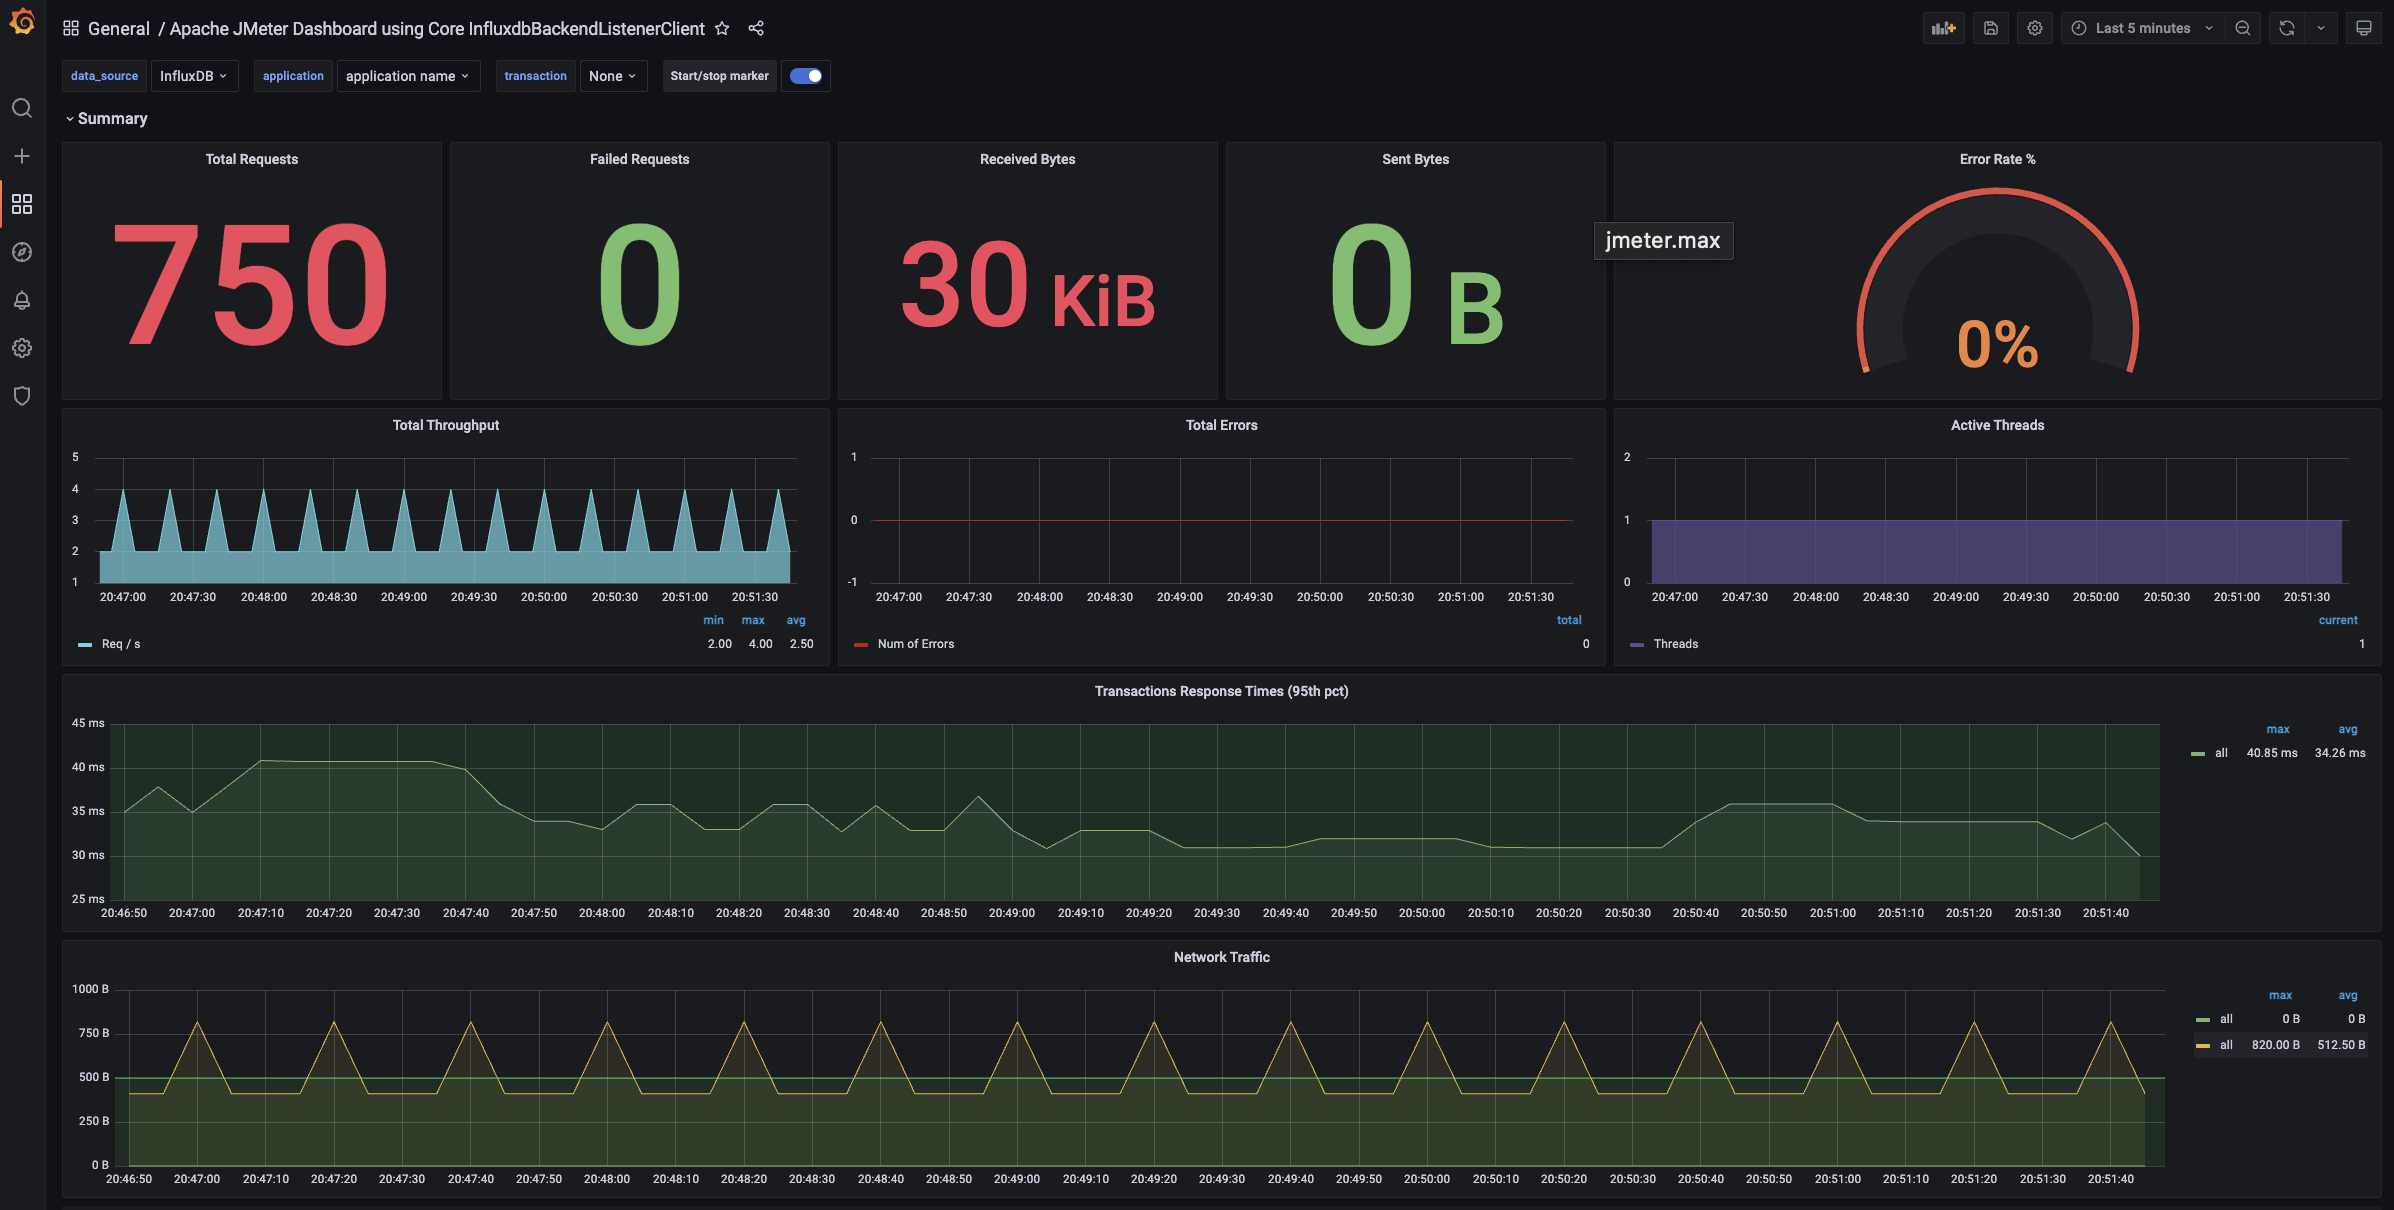 General / Apache JMeter Dashboard using Core InfluxdbBackendListenerClient
Last 5 minutes
data_source InfluxDB application application name transaction None Start/stop marker
Summary
Total Requests
750
Failed Requests
0
Received Bytes
30 KiB
Sent Bytes
0 B
jmeter.max
Error Rate %
0%
Total Throughput
5
4
3
2
1
20:47:00 20:47:30 20:48:00 20:48:30 20:49:00 20:49:30 20:50:00 20:50:30 20:51:00 20:51:30
min max avg
Req / s 2.00 4.00 2.50
Total Errors
1
0
-1
20:47:00 20:47:30 20:48:00 20:48:30 20:49:00 20:49:30 20:50:00 20:50:30 20:51:00 20:51:30
total
Num of Errors 0
Active Threads
2
1
0
20:47:00 20:47:30 20:48:00 20:48:30 20:49:00 20:49:30 20:50:00 20:50:30 20:51:00 20:51:30
current
Threads 1
Transactions Response Times (95th pct)
45 ms
40 ms
35 ms
30 ms
25 ms
20:46:50 20:47:00 20:47:10 20:47:20 20:47:30 20:47:40 20:47:50 20:48:00 20:48:10 20:48:20 20:48:30 20:48:40 20:48:50 20:49:00 20:49:10 20:49:20 20:49:30 20:49:40 20:49:50 20:50:00 20:50:10 20:50:20 20:50:30 20:50:40 20:50:50 20:51:00 20:51:10 20:51:20 20:51:30 20:51:40
max avg
all 40.85 ms 34.26 ms
Network Traffic
1000 B
750 B
500 B
250 B
0 B
20:46:50 20:47:00 20:47:10 20:47:20 20:47:30 20:47:40 20:47:50 20:48:00 20:48:10 20:48:20 20:48:30 20:48:40 20:48:50 20:49:00 20:49:10 20:49:20 20:49:30 20:49:40 20:49:50 20:50:00 20:50:10 20:50:20 20:50:30 20:50:40 20:50:50 20:51:00 20:51:10 20:51:20 20:51:30 20:51:40
max avg
all 0 B 0 B
all 820.00 B 512.50 B